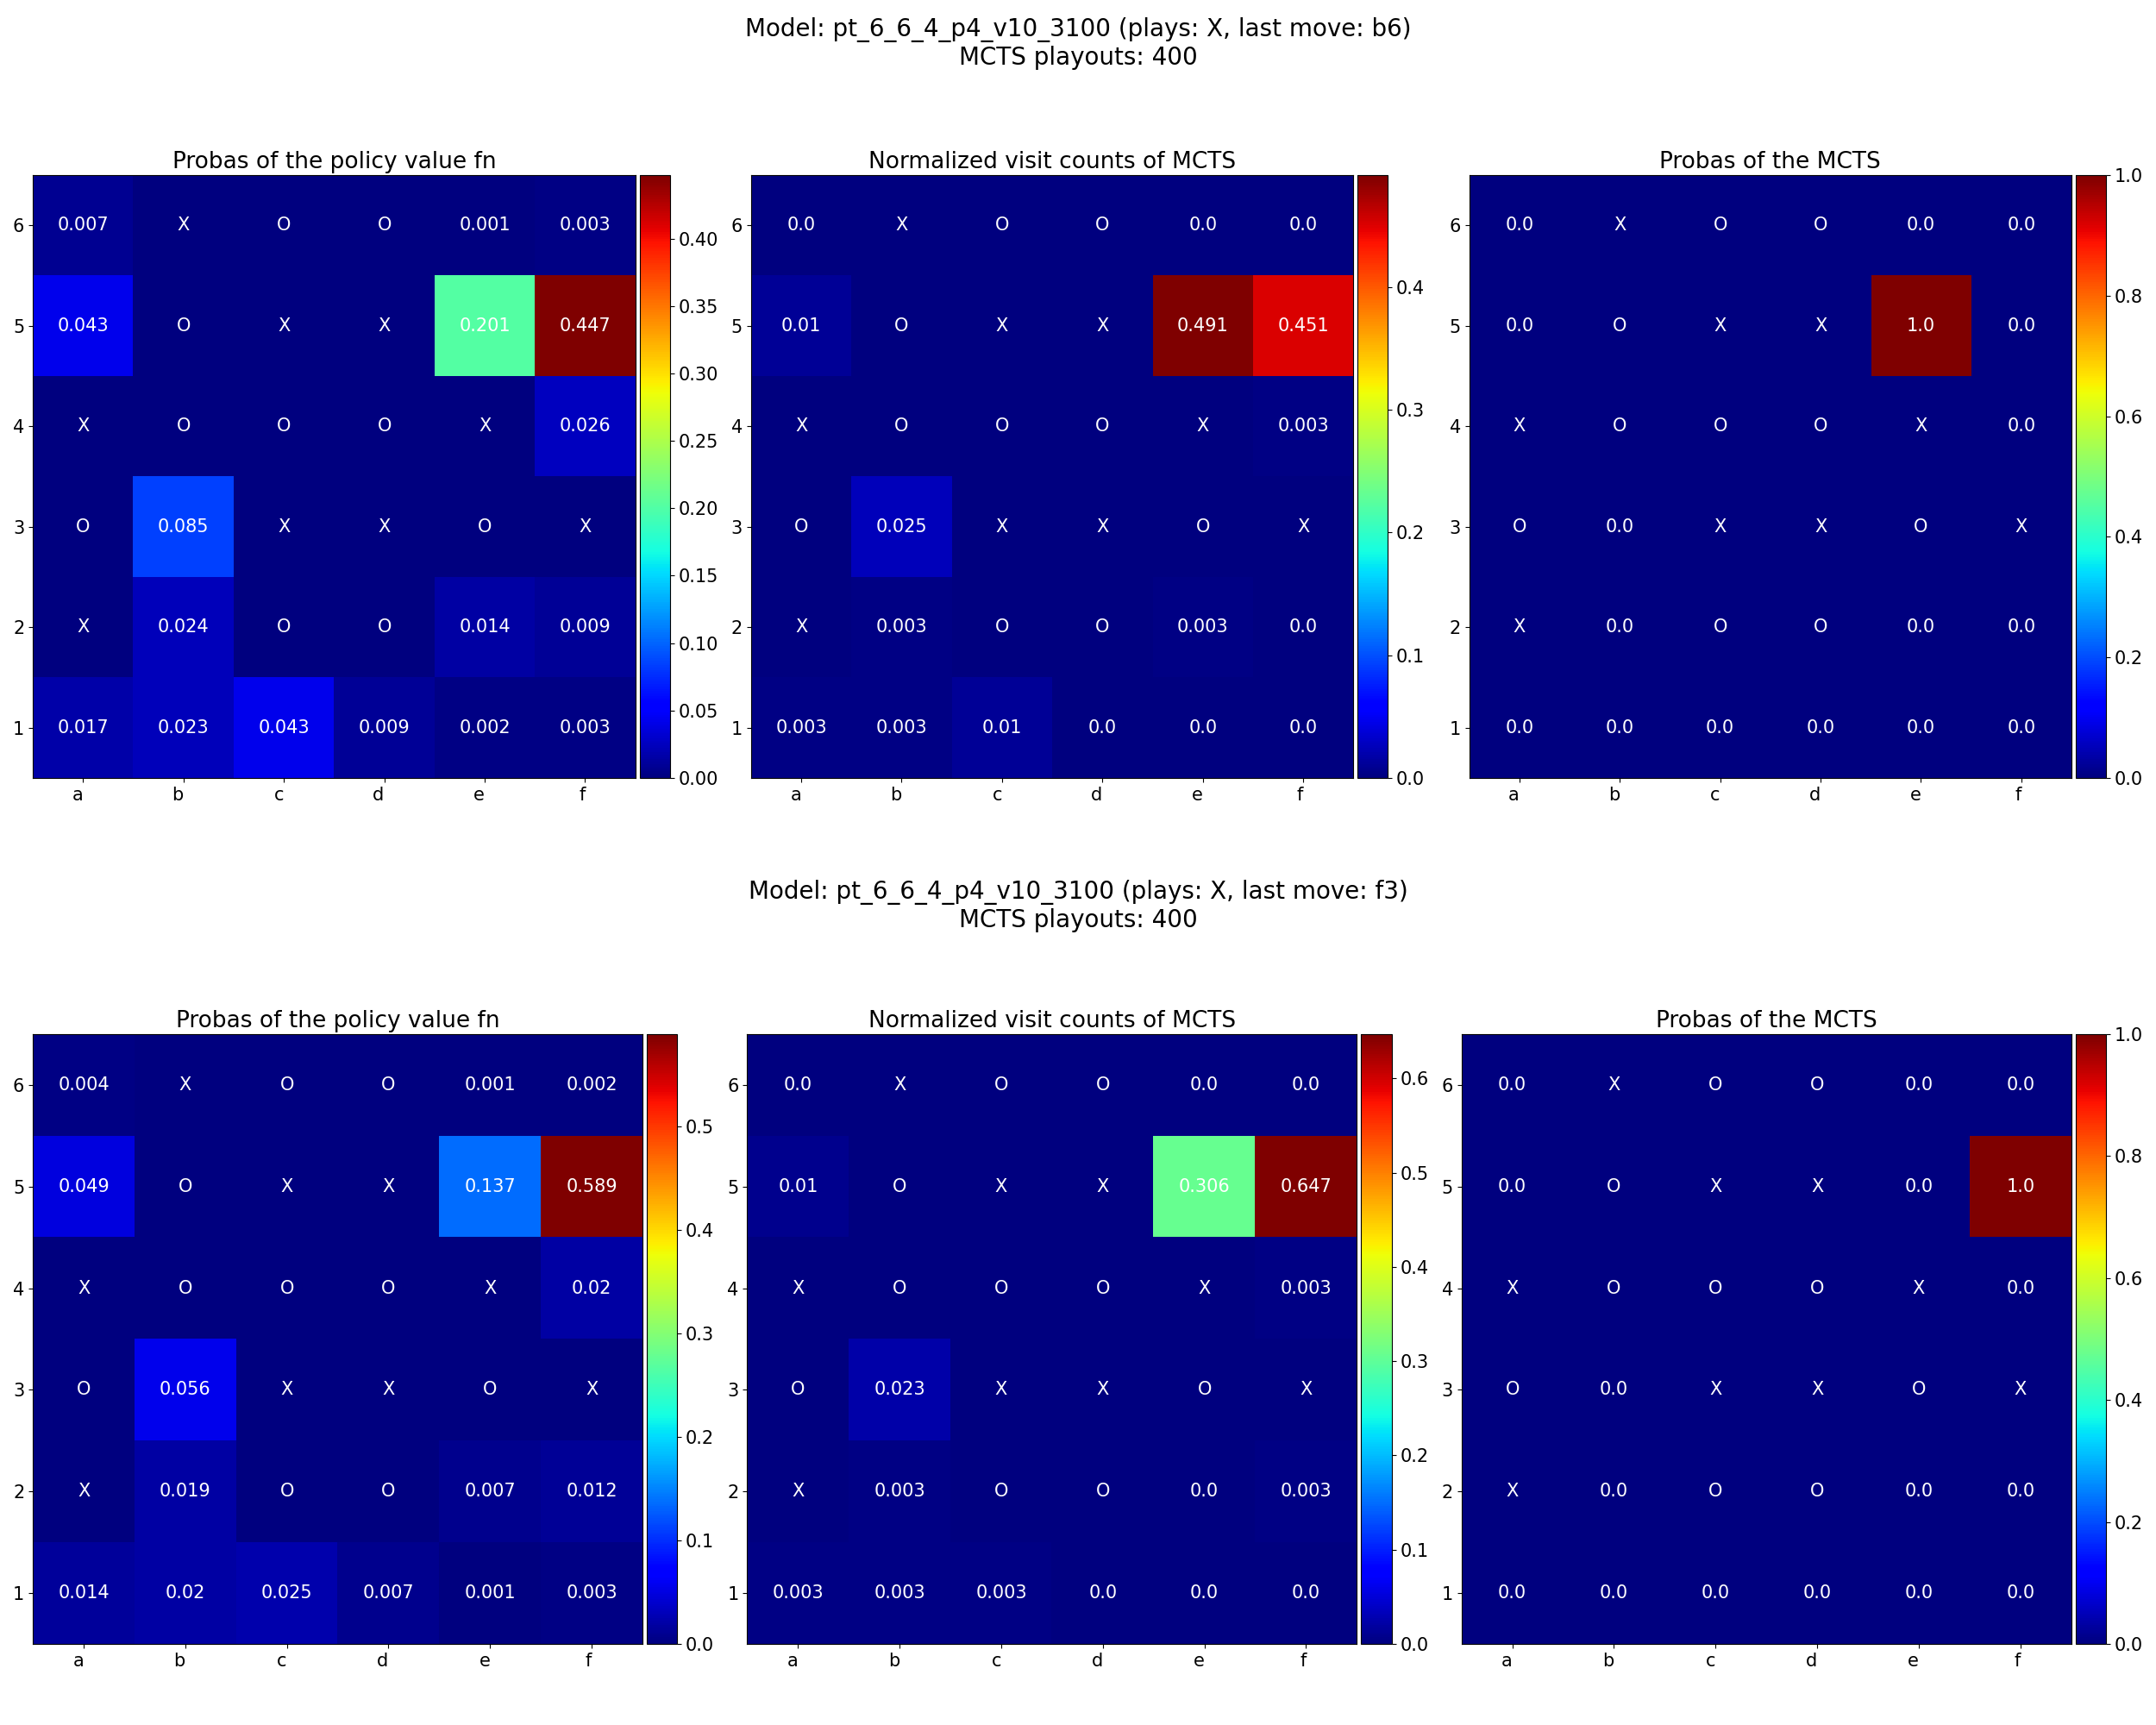 Model: pt_6_6_4_p4_v10_3100 (plays: X, last move: b6)
MCTS playouts: 400
Probas of the policy value fn
6 0.007 X O O 0.001 0.003
5 0.043 O X X 0.201 0.447
4 X O O O X 0.026
3 O 0.085 X X O X
2 X 0.024 O O 0.014 0.009
1 0.017 0.023 0.043 0.009 0.002 0.003
a b c d e f
0.40
0.35
0.30
0.25
0.20
0.15
0.10
0.05
0.00
Normalized visit counts of MCTS
6 0.0 X O O 0.0 0.0
5 0.01 O X X 0.491 0.451
4 X O O O X 0.003
3 O 0.025 X X O X
2 X 0.003 O O 0.003 0.0
1 0.003 0.003 0.01 0.0 0.0 0.0
a b c d e f
0.4
0.3
0.2
0.1
0.0
Probas of the MCTS
6 0.0 X O O 0.0 0.0
5 0.0 O X X 1.0 0.0
4 X O O O X 0.0
3 O 0.0 X X O X
2 X 0.0 O O 0.0 0.0
1 0.0 0.0 0.0 0.0 0.0 0.0
a b c d e f
1.0
0.8
0.6
0.4
0.2
0.0
Model: pt_6_6_4_p4_v10_3100 (plays: X, last move: f3)
MCTS playouts: 400
Probas of the policy value fn
6 0.004 X O O 0.001 0.002
5 0.049 O X X 0.137 0.589
4 X O O O X 0.02
3 O 0.056 X X O X
2 X 0.019 O O 0.007 0.012
1 0.014 0.02 0.025 0.007 0.001 0.003
a b c d e f
0.5
0.4
0.3
0.2
0.1
0.0
Normalized visit counts of MCTS
6 0.0 X O O 0.0 0.0
5 0.01 O X X 0.306 0.647
4 X O O O X 0.003
3 O 0.023 X X O X
2 X 0.003 O O 0.0 0.003
1 0.003 0.003 0.003 0.0 0.0 0.0
a b c d e f
0.6
0.5
0.4
0.3
0.2
0.1
0.0
Probas of the MCTS
6 0.0 X O O 0.0 0.0
5 0.0 O X X 0.0 1.0
4 X O O O X 0.0
3 O 0.0 X X O X
2 X 0.0 O O 0.0 0.0
1 0.0 0.0 0.0 0.0 0.0 0.0
a b c d e f
1.0
0.8
0.6
0.4
0.2
0.0